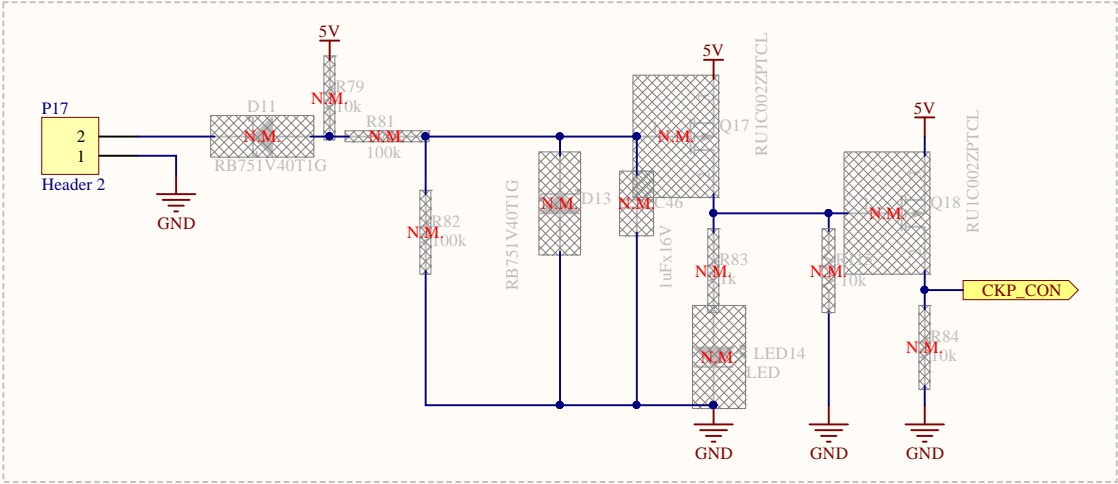 5V
5V
P17
D11
N.M.
R79
N.M.
10k
R81
N.M.
100k
2
1
Header 2
RB751V40T1G
GND
R82
N.M.
100k
D13
N.M.
RB751V40T1G
C46
N.M.
1uFx16V
Q17
N.M.
RU1C002ZPTCL
5V
Q18
N.M.
RU1C002ZPTCL
R83
N.M.
1k
N.M.
10k
CKP_CON
R84
N.M.
10k
LED14
N.M.
LED
GND
GND
GND